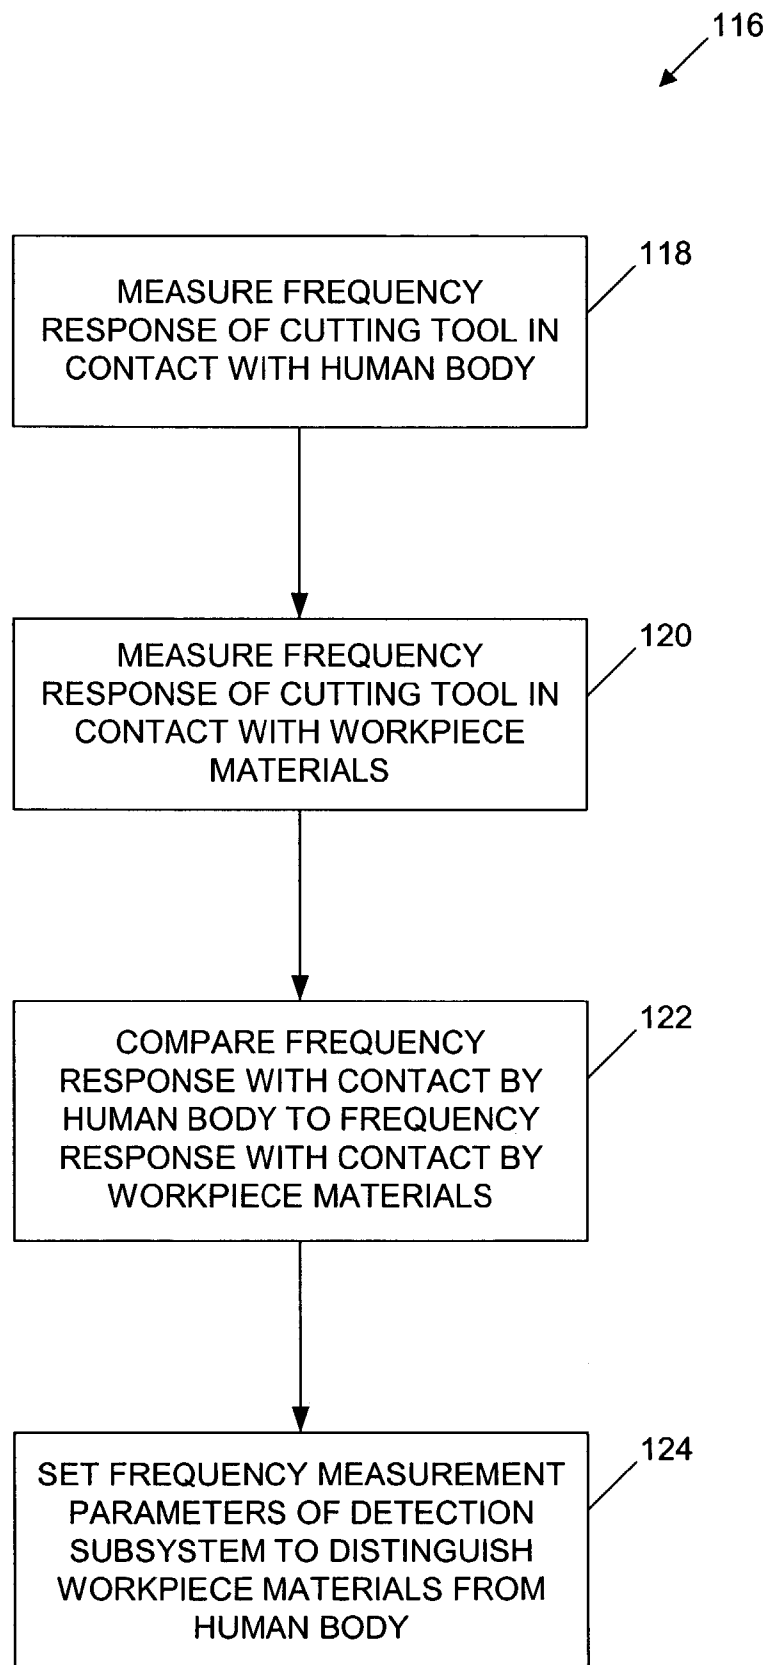 116
118
MEASURE FREQUENCY
RESPONSE OF CUTTING TOOL IN
CONTACT WITH HUMAN BODY
120
MEASURE FREQUENCY
RESPONSE OF CUTTING TOOL IN
CONTACT WITH WORKPIECE
MATERIALS
122
COMPARE FREQUENCY
RESPONSE WITH CONTACT BY
HUMAN BODY TO FREQUENCY
RESPONSE WITH CONTACT BY
WORKPIECE MATERIALS
124
SET FREQUENCY MEASUREMENT
PARAMETERS OF DETECTION
SUBSYSTEM TO DISTINGUISH
WORKPIECE MATERIALS FROM
HUMAN BODY